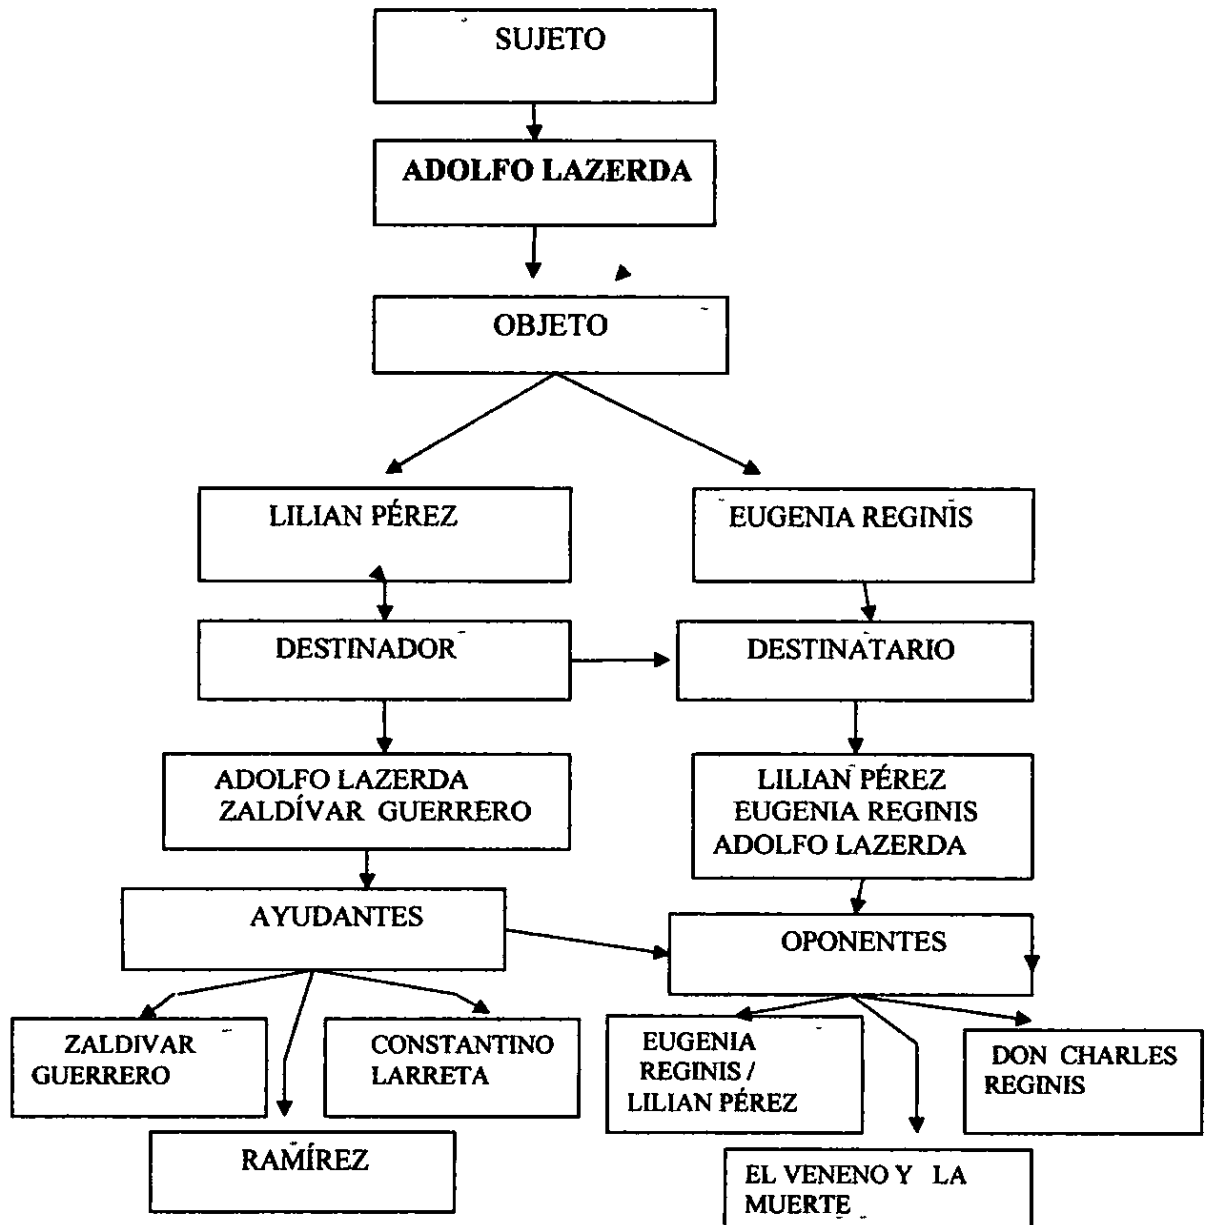 SUJETO
ADOLFO LAZERDA
OBJETO
LILIAN PÉREZ
EUGENIA REGINIS
DESTINADOR
DESTINATARIO
ADOLFO LAZERDA
ZALDÍVAR GUERRERO
LILIAN PÉREZ
EUGENIA REGINIS
ADOLFO LAZERDA
AYUDANTES
OPONENTES
ZALDIVAR
GUERRERO
CONSTANTINO
LARRETA
EUGENIA
REGINIS /
LILIAN PÉREZ
DON CHARLES
REGINIS
RAMÍREZ
EL VENENO Y LA
MUERTE